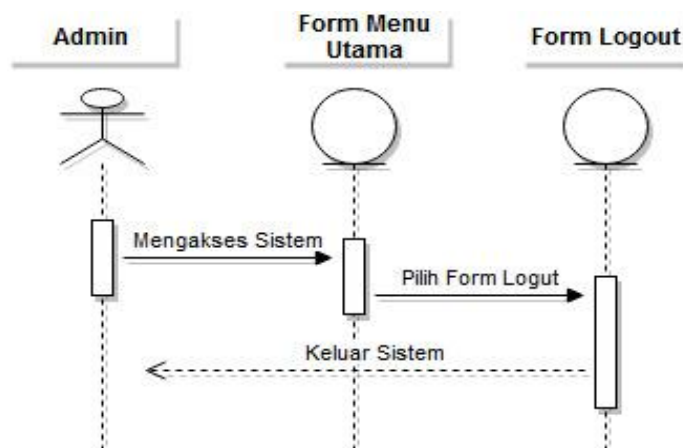 Admin
Form Menu
Utama
Form Logout
Mengakses Sistem
Pilih Form Logut
Keluar Sistem